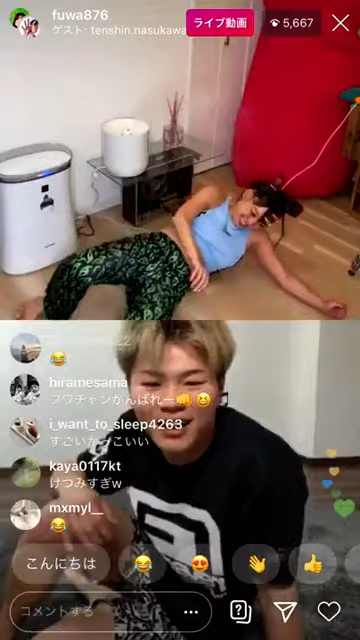 fuwa876
ゲスト: tenshin.nasukawa
ライブ動画
5,667
22
😂
hiramesama
フワチャンがんばれー👊😆
i_want_to_sleep4263
すごいかっこいい
kaya0117kt
けつみすぎw
mxmyl__
😂
こんにちは
😂
😍
👋
👍
コメントする